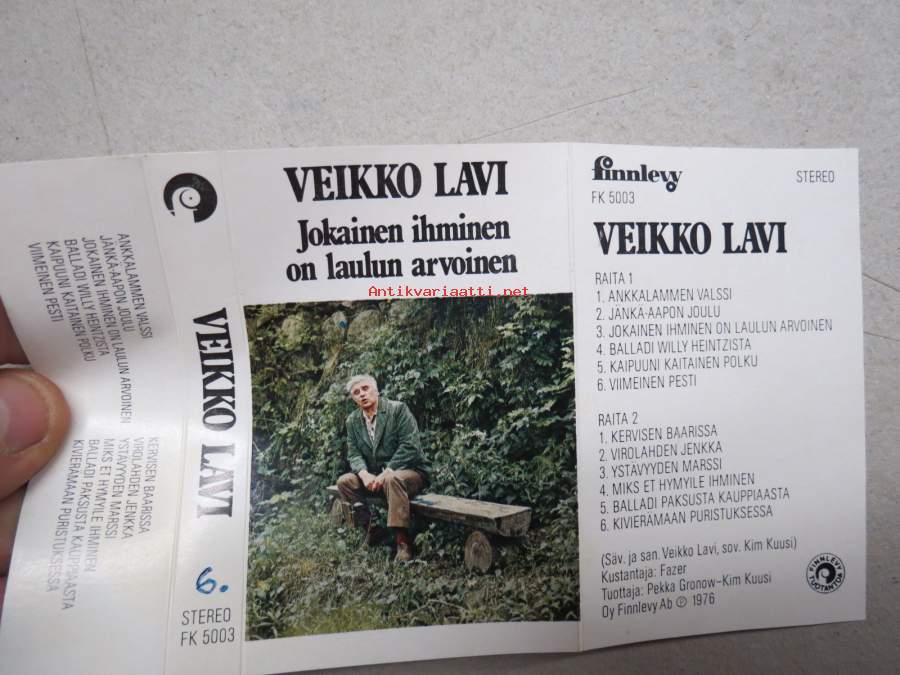 ANKKALAMMEN VALSSI
JANKA-AAPON JOULU
JOKAINEN IHMINEN ON LAULUN ARVOINEN
BALLADI WILLY HEINTZISTA
KAIPUUNI KAITAINEN POLKU
VIIMEINEN PESTI
KERVISEN BAARISSA
VIROLAHDEN JENKKA
YSTÄVYYDEN MARSSI
MIKS ET HYMYILE IHMINEN
BALLADI PAKSUSTA KAUPPIAASTA
KIVIERÄMAAN PURISTUKSESSA
VEIKKO LAVI
6.
STEREO
FK 5003
VEIKKO LAVI
Jokainen ihminen
on laulun arvoinen
Antikvariaatti.net
finnlevy
FK 5003
STEREO
VEIKKO LAVI
RAITA 1
1. ANKKALAMMEN VALSSI
2. JANKA-AAPON JOULU
3. JOKAINEN IHMINEN ON LAULUN ARVOINEN
4. BALLADI WILLY HEINTZISTA
5. KAIPUUNI KAITAINEN POLKU
6. VIIMEINEN PESTI
RAITA 2
1. KERVISEN BAARISSA
2. VIROLAHDEN JENKKA
3. YSTÄVYYDEN MARSSI
4. MIKS ET HYMYILE IHMINEN
5. BALLADI PAKSUSTA KAUPPIAASTA
6. KIVIERÄMAAN PURISTUKSESSA
(Säv. ja san. Veikko Lavi, sov. Kim Kuusi)
Kustantaja: Fazer
Tuottaja: Pekka Gronow–Kim Kuusi
Oy Finnlevy Ab ℗ 1976
FINNLEVY
TUOTANTOA